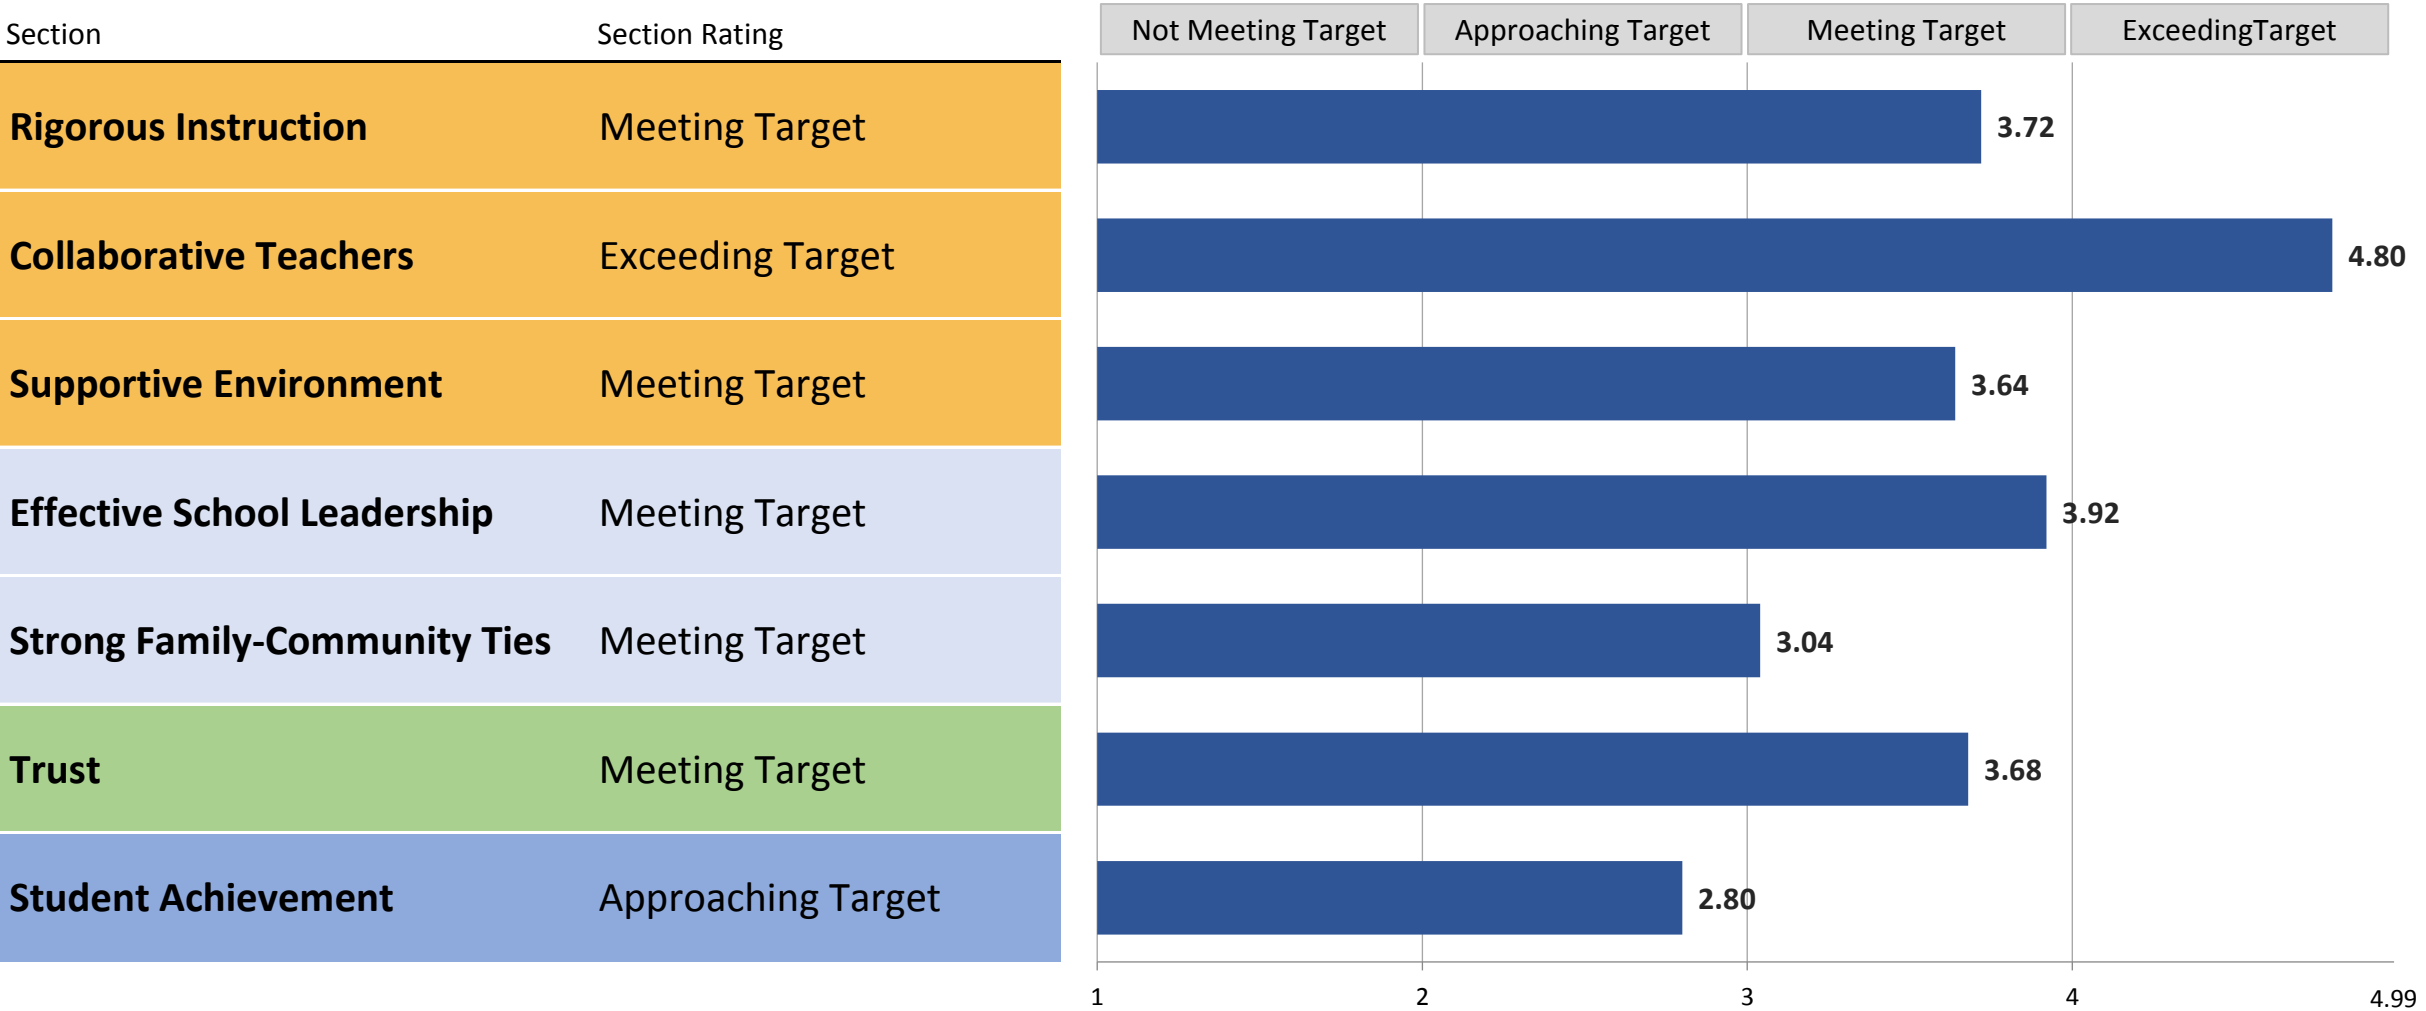 Section Section Rating Not Meeting Target Approaching Target Meeting Target ExceedingTarget
Rigorous Instruction Meeting Target 3.72
Collaborative Teachers Exceeding Target 4.80
Supportive Environment Meeting Target 3.64
Effective School Leadership Meeting Target 3.92
Strong Family-Community Ties Meeting Target 3.04
Trust Meeting Target 3.68
Student Achievement Approaching Target 2.80
1 2 3 4 4.99